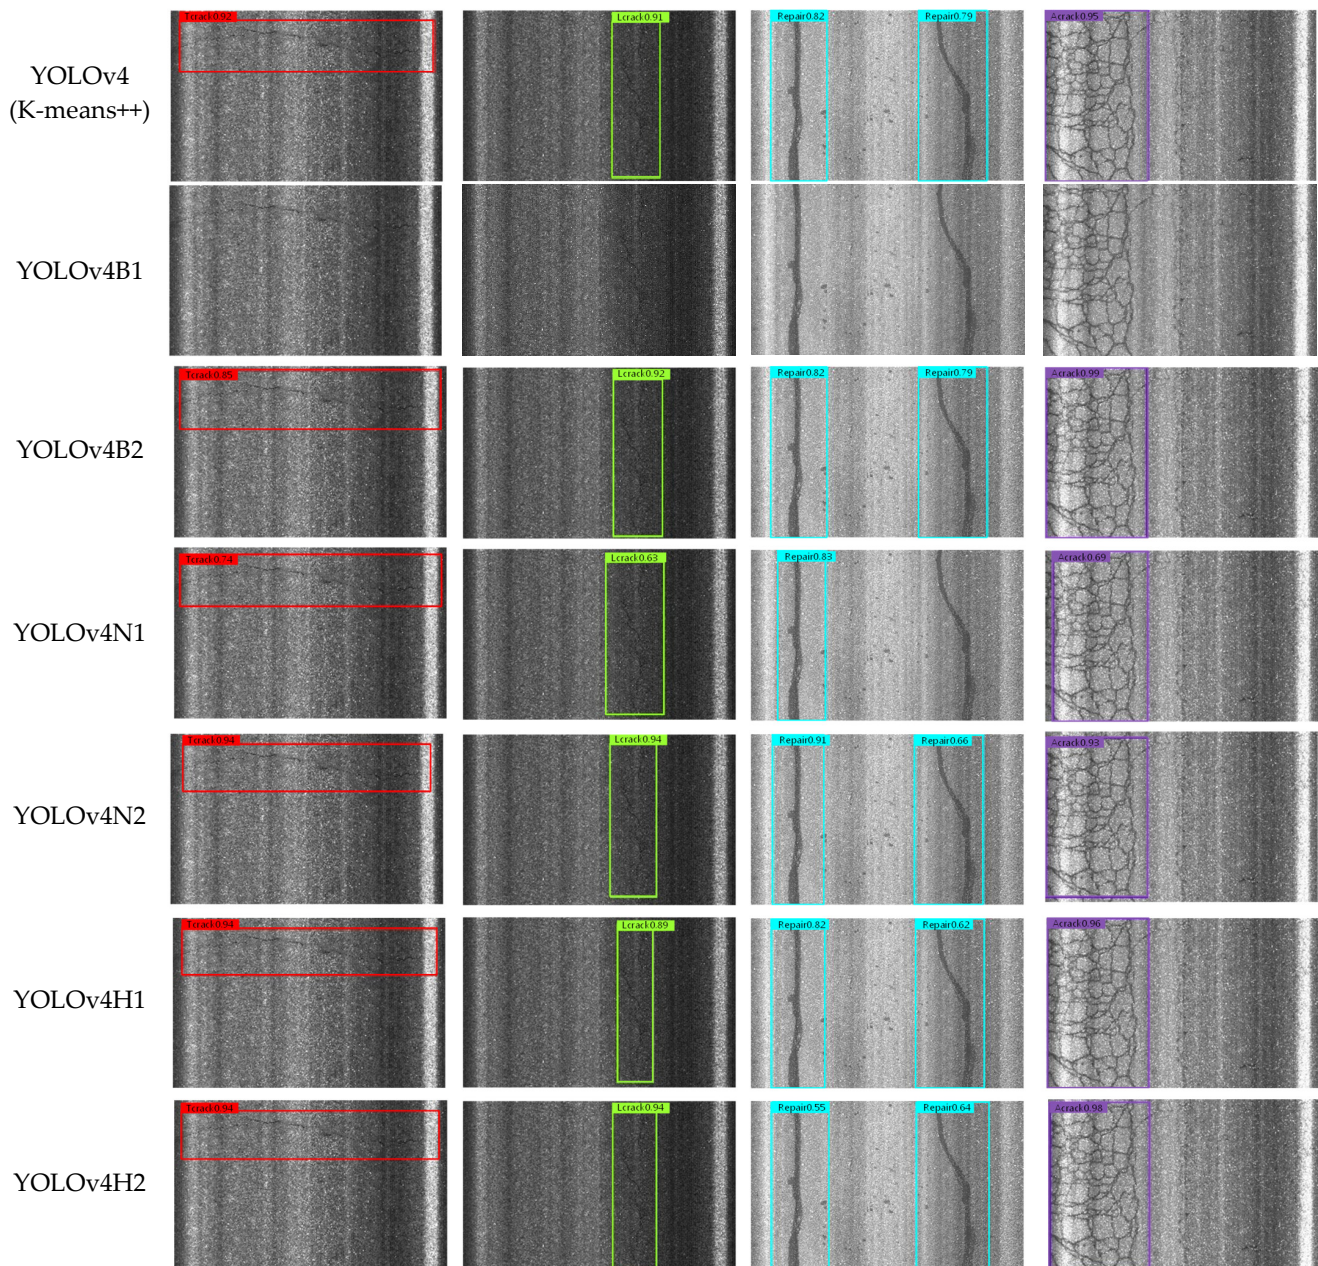 Tcrack0.92 Lcrack0.91 Repair0.82 Repair0.79 Acrack0.95
YOLOv4
(K-means++)
YOLOv4B1
Tcrack0.85 Lcrack0.92 Repair0.82 Repair0.79 Acrack0.99
YOLOv4B2
Tcrack0.74 Lcrack0.63 Repair0.83 Acrack0.69
YOLOv4N1
Tcrack0.94 Lcrack0.94 Repair0.91 Repair0.66 Acrack0.93
YOLOv4N2
Tcrack0.94 Lcrack0.89 Repair0.82 Repair0.62 Acrack0.96
YOLOv4H1
Tcrack0.94 Lcrack0.94 Repair0.55 Repair0.64 Acrack0.98
YOLOv4H2